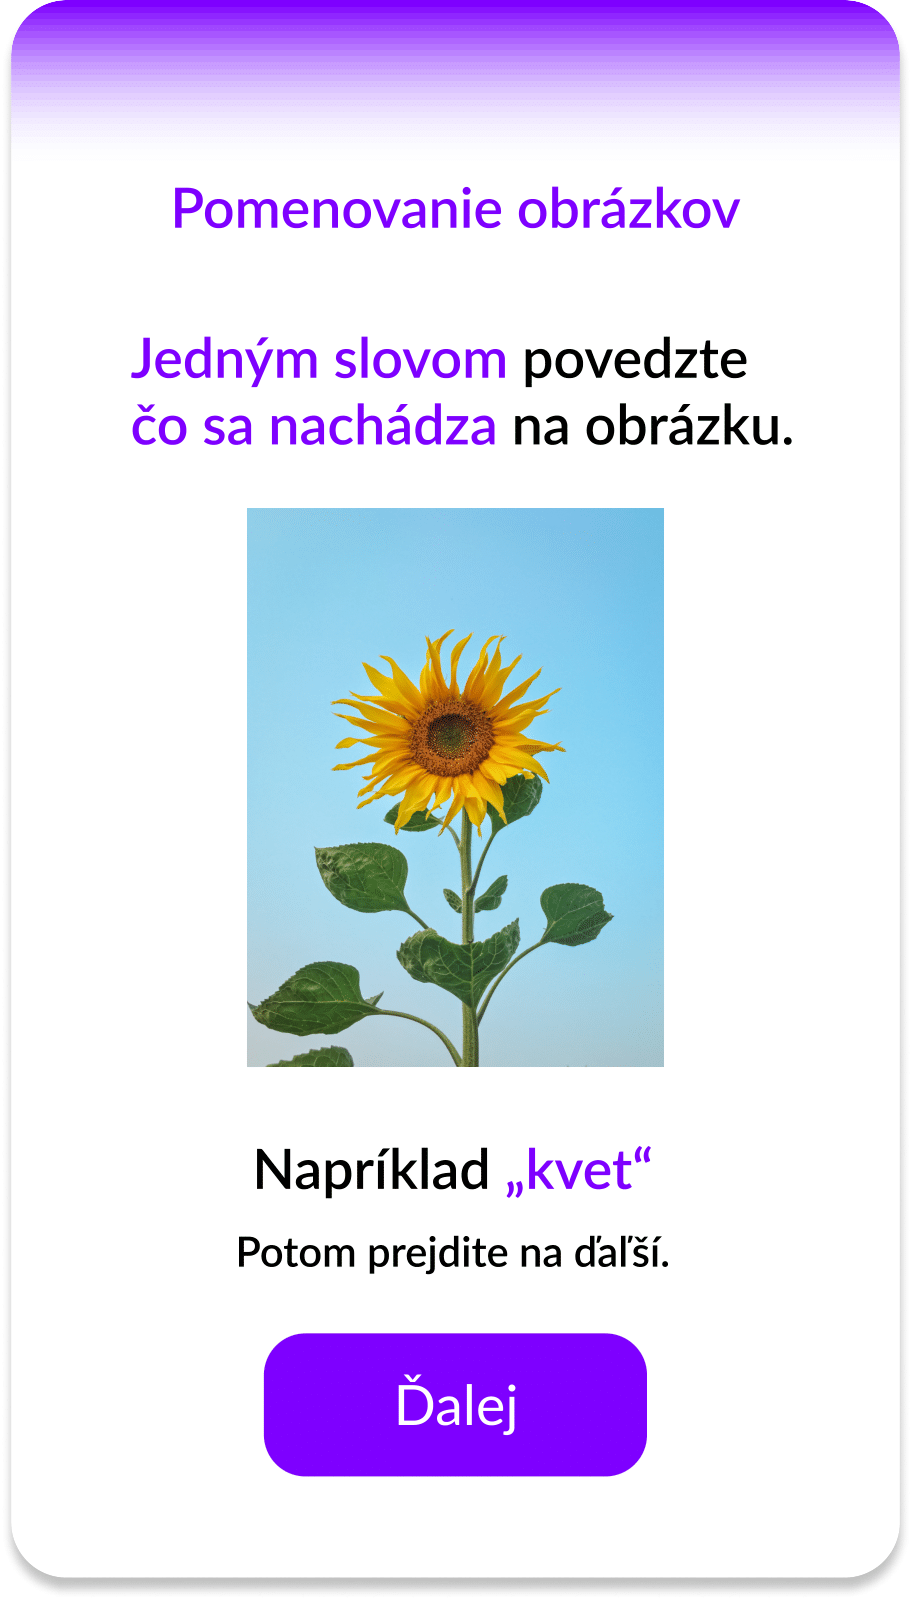 Pomenovanie obrázkov
Jedným slovom povedzte
čo sa nachádza na obrázku.
Napríklad „kvet“
Potom prejdite na ďaľší.
Ďalej